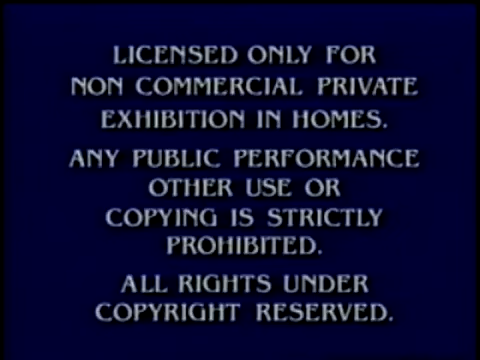 LICENSED ONLY FOR
NON COMMERCIAL PRIVATE
EXHIBITION IN HOMES.
ANY PUBLIC PERFORMANCE
OTHER USE OR
COPYING IS STRICTLY
PROHIBITED.
ALL RIGHTS UNDER
COPYRIGHT RESERVED.